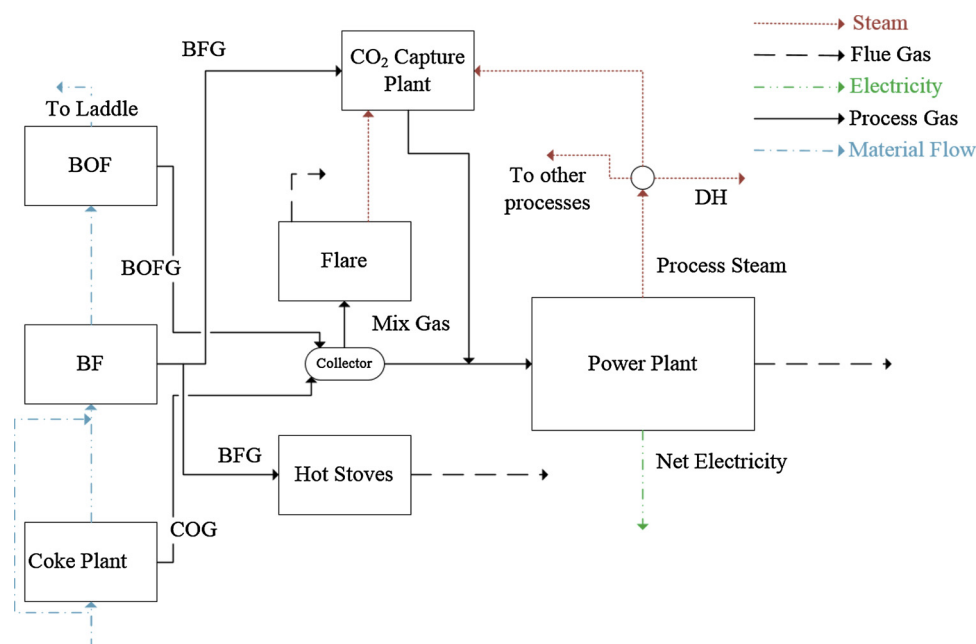 Steam
Flue Gas
Electricity
Process Gas
Material Flow
BFG
CO₂ Capture
Plant
To Laddle
BOF
To other
processes
DH
BOFG
Flare
Process Steam
Mix Gas
BF
Collector
Power Plant
BFG
Hot Stoves
Net Electricity
COG
Coke Plant